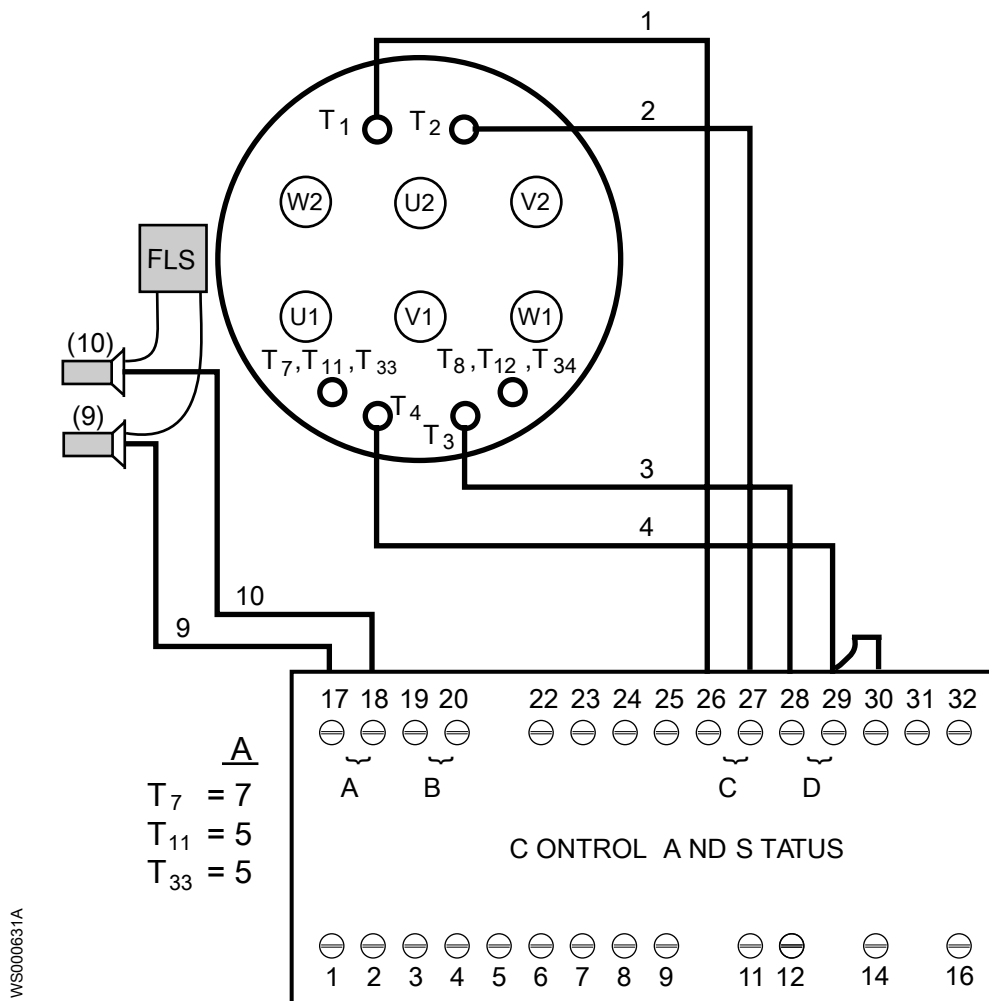 1
T1 T2 2
W2 U2 V2
FLS
U1 V1 W1
(10)
T7,T11,T33 T8,T12,T34
(9)
T4
T3
3
4
10
9
17 18 19 20 22 23 24 25 26 27 28 29 30 31 32
A B C D
A
T7 = 7
T11 = 5
T33 = 5
C ONTROL A ND S TATUS
1 2 3 4 5 6 7 8 9 11 12 14 16
WS000631A